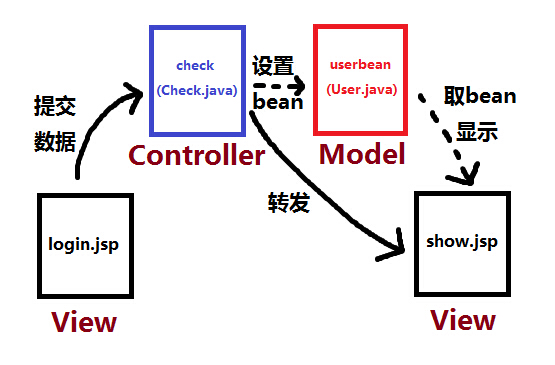 check
(Check.java)
Controller
设置
bean
userbean
(User.java)
Model
取bean
显示
提交
数据
转发
login.jsp
View
show.jsp
View